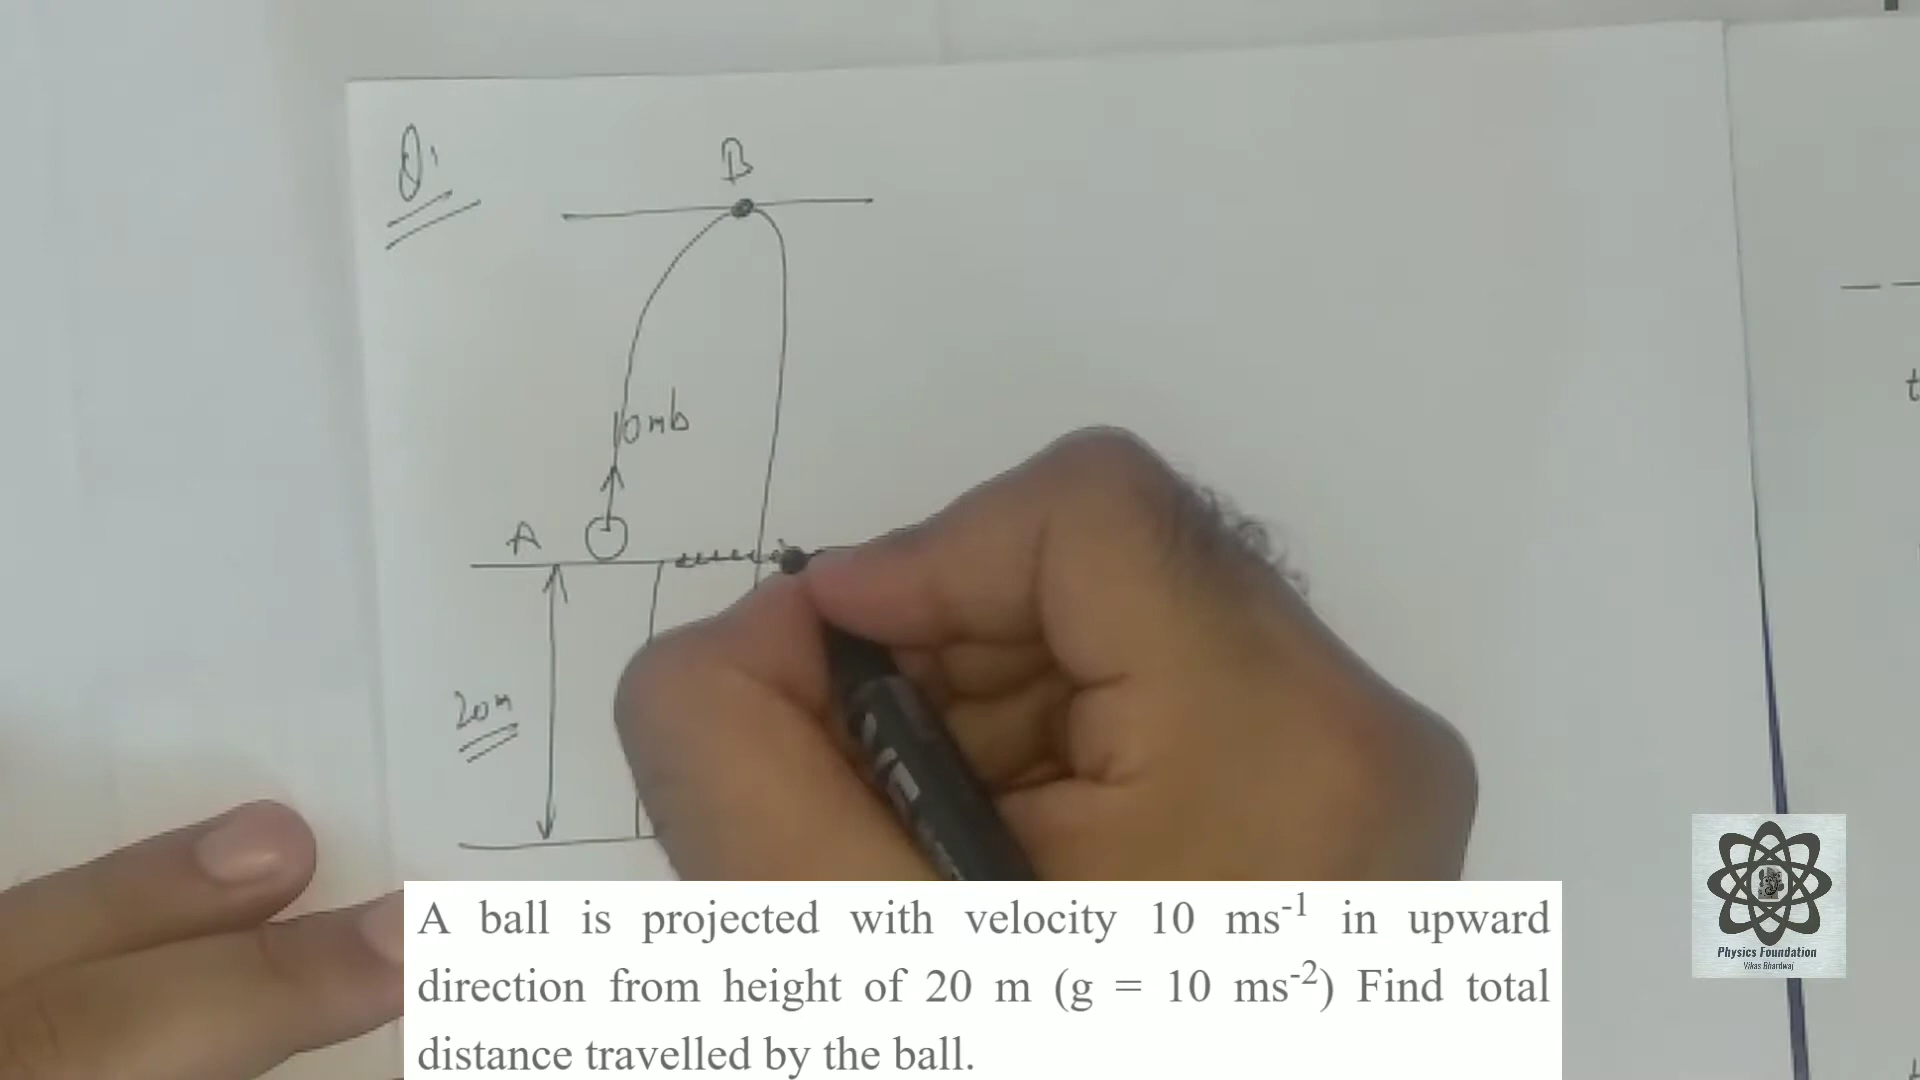 Q1
B
10 m/s
A
20m
t
A ball is projected with velocity 10 ms⁻¹ in upward
direction from height of 20 m (g = 10 ms⁻²) Find total
distance travelled by the ball.
Physics Foundation
Vikas Bhardwaj